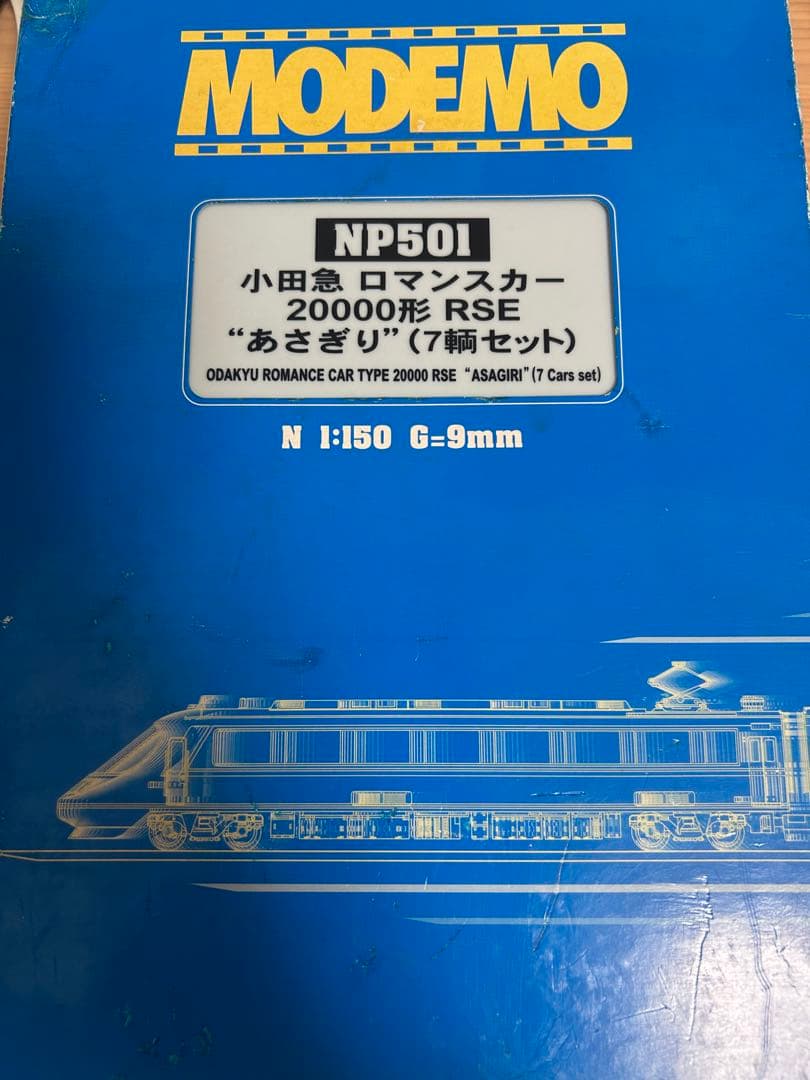 MODEMO
NP501
小田急 ロマンスカー
20000形 RSE
“あさぎり”(7輌セット)
ODAKYU ROMANCE CAR TYPE 20000 RSE “ASAGIRI”(7 Cars set)
N 1:150 G=9mm